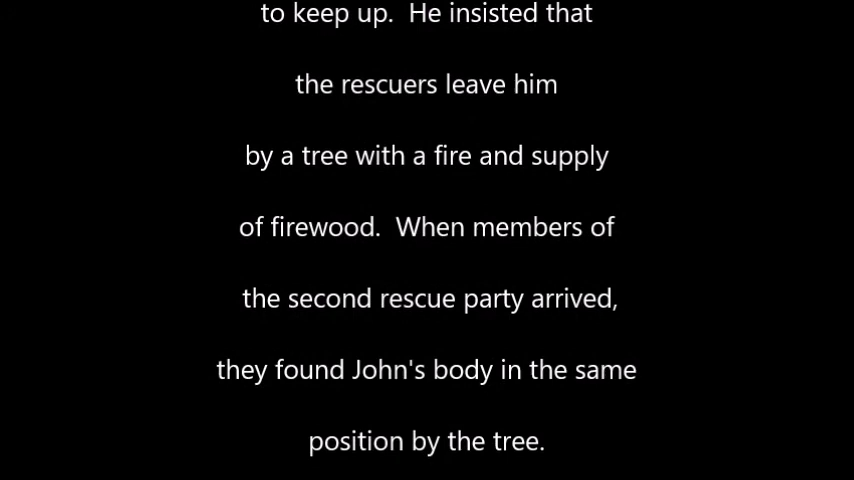 to keep up.  He insisted that
the rescuers leave him
by a tree with a fire and supply
of firewood.  When members of
the second rescue party arrived,
they found John's body in the same
position by the tree.